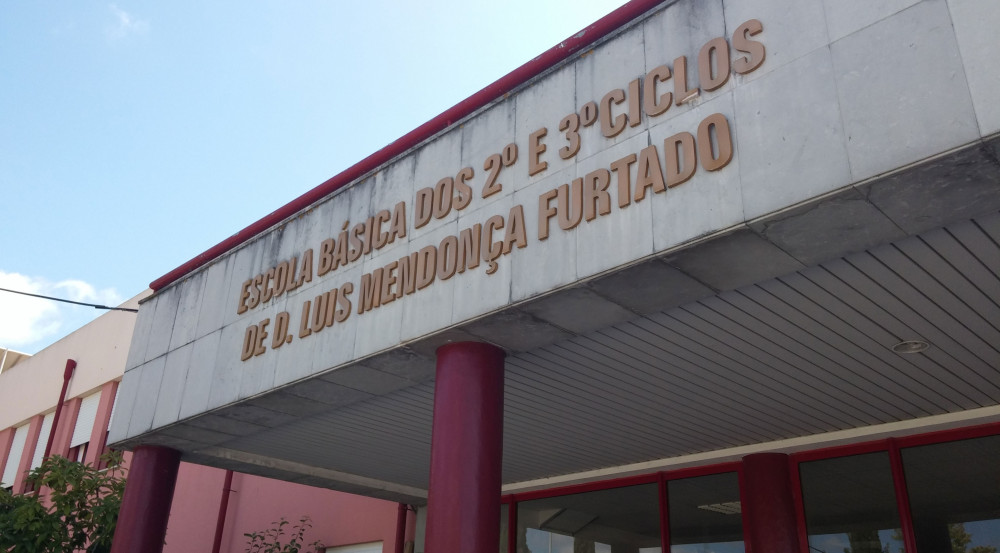 ESCOLA BÁSICA DOS 2º E 3º CICLOS
DE D. LUIS MENDONÇA FURTADO